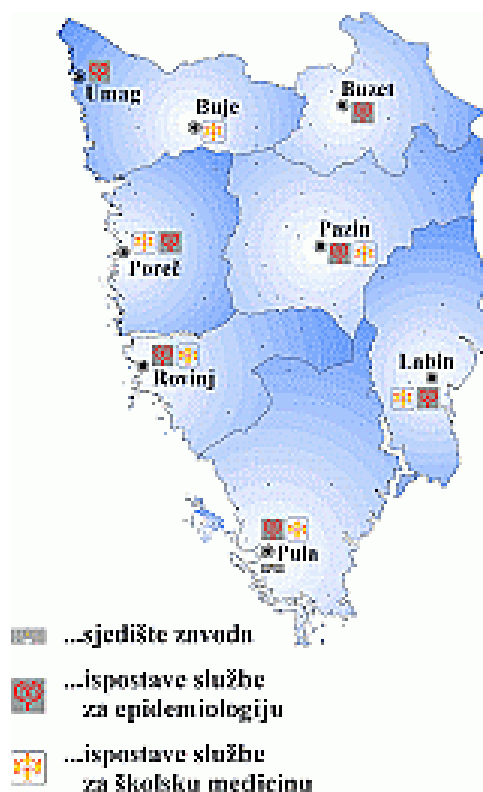 Umag
Buje
Buzet
Poreč
Pazin
Rovinj
Labin
Pula
...sjedište zavoda
...ispostave službe
za epidemiologiju
...ispostave službe
za školsku medicinu